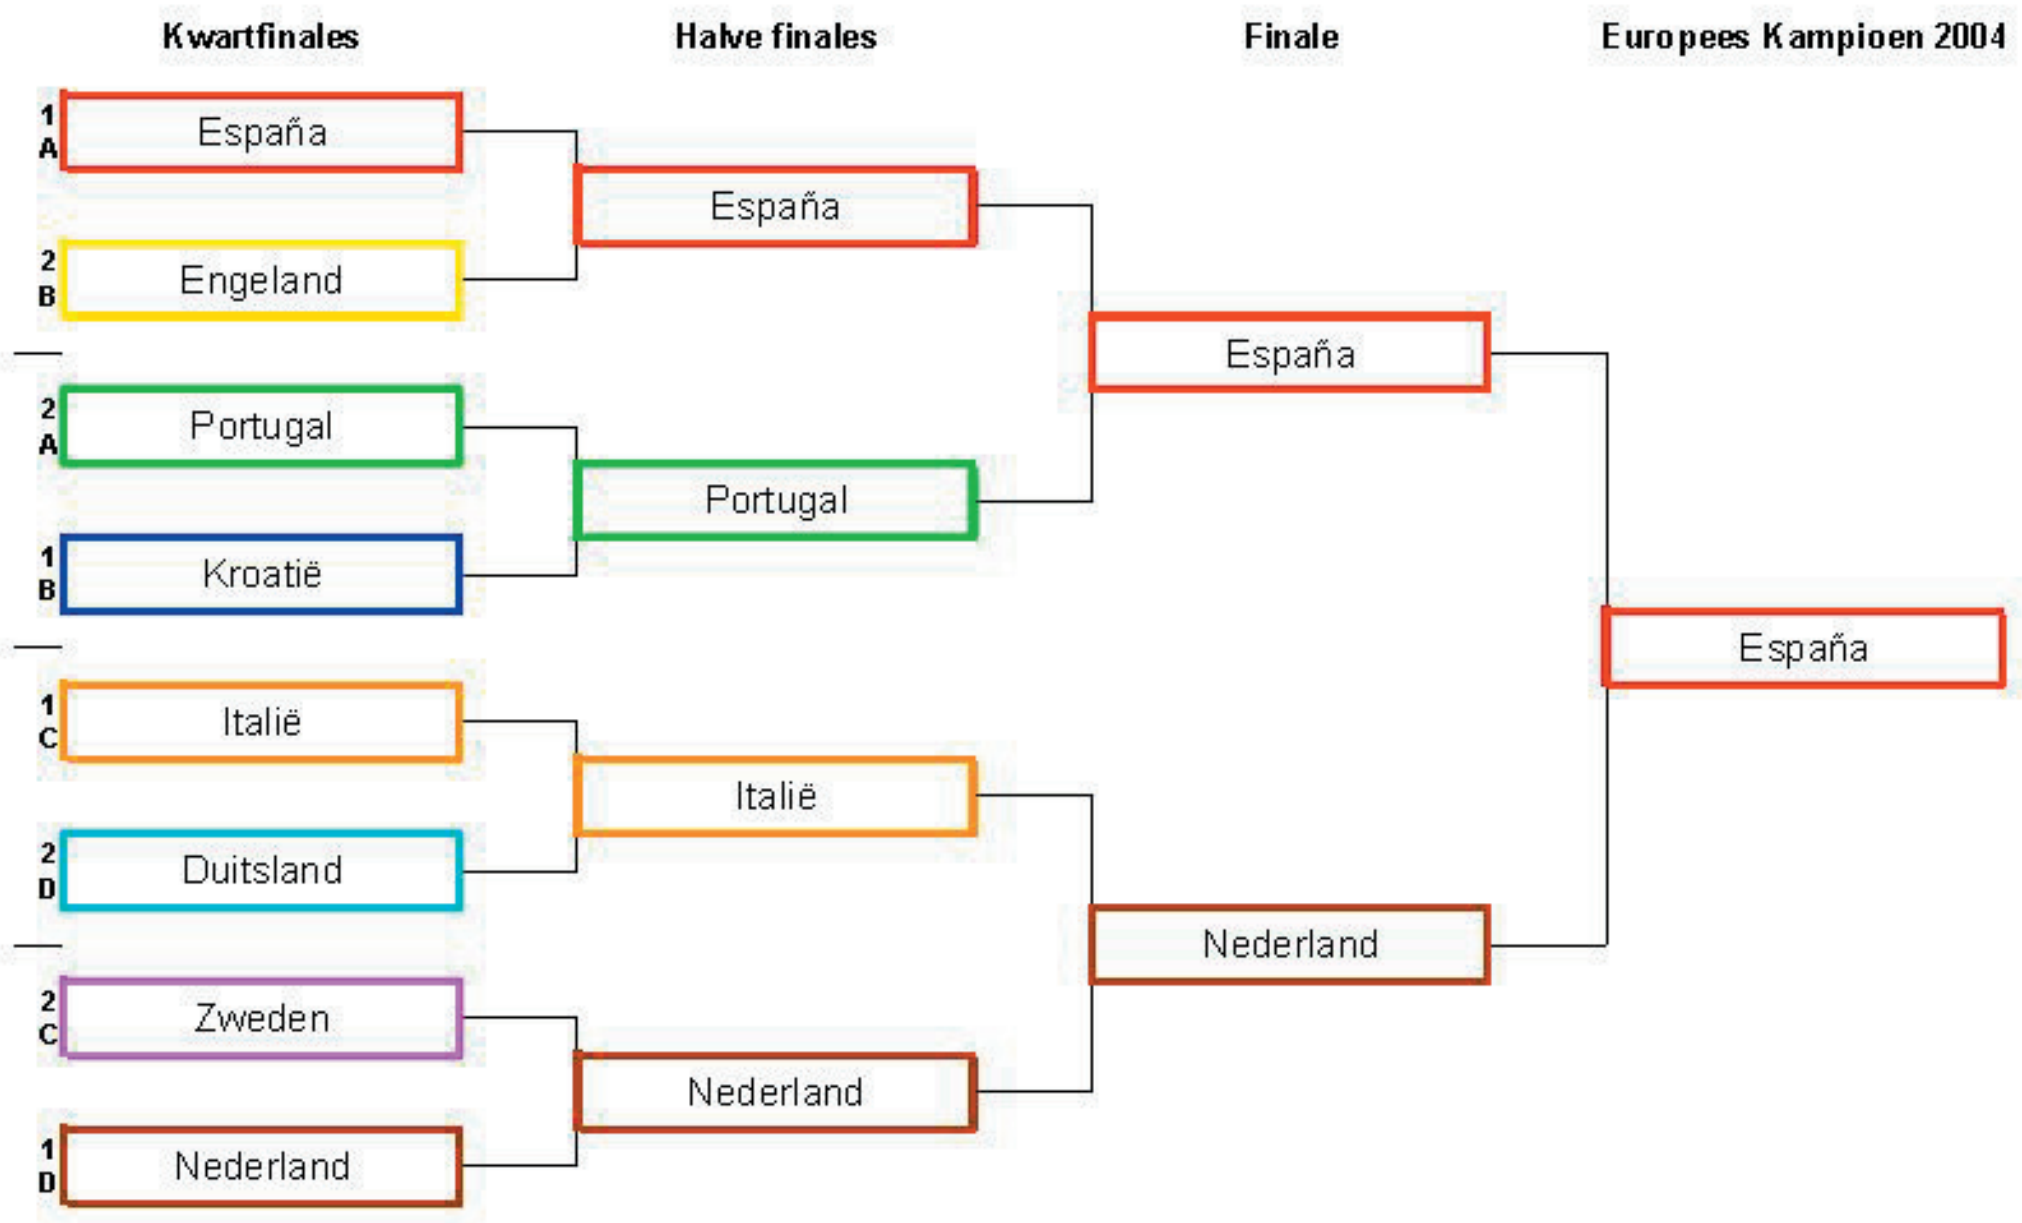 Kwartfinales Halve finales Finale Europees Kampioen 2004
1
A
España
España
2
B
Engeland
España
2
A
Portugal
Portugal
1
B
Kroatië
España
1
C
Italië
Italië
2
D
Duitsland
Nederland
2
C
Zweden
Nederland
1
D
Nederland